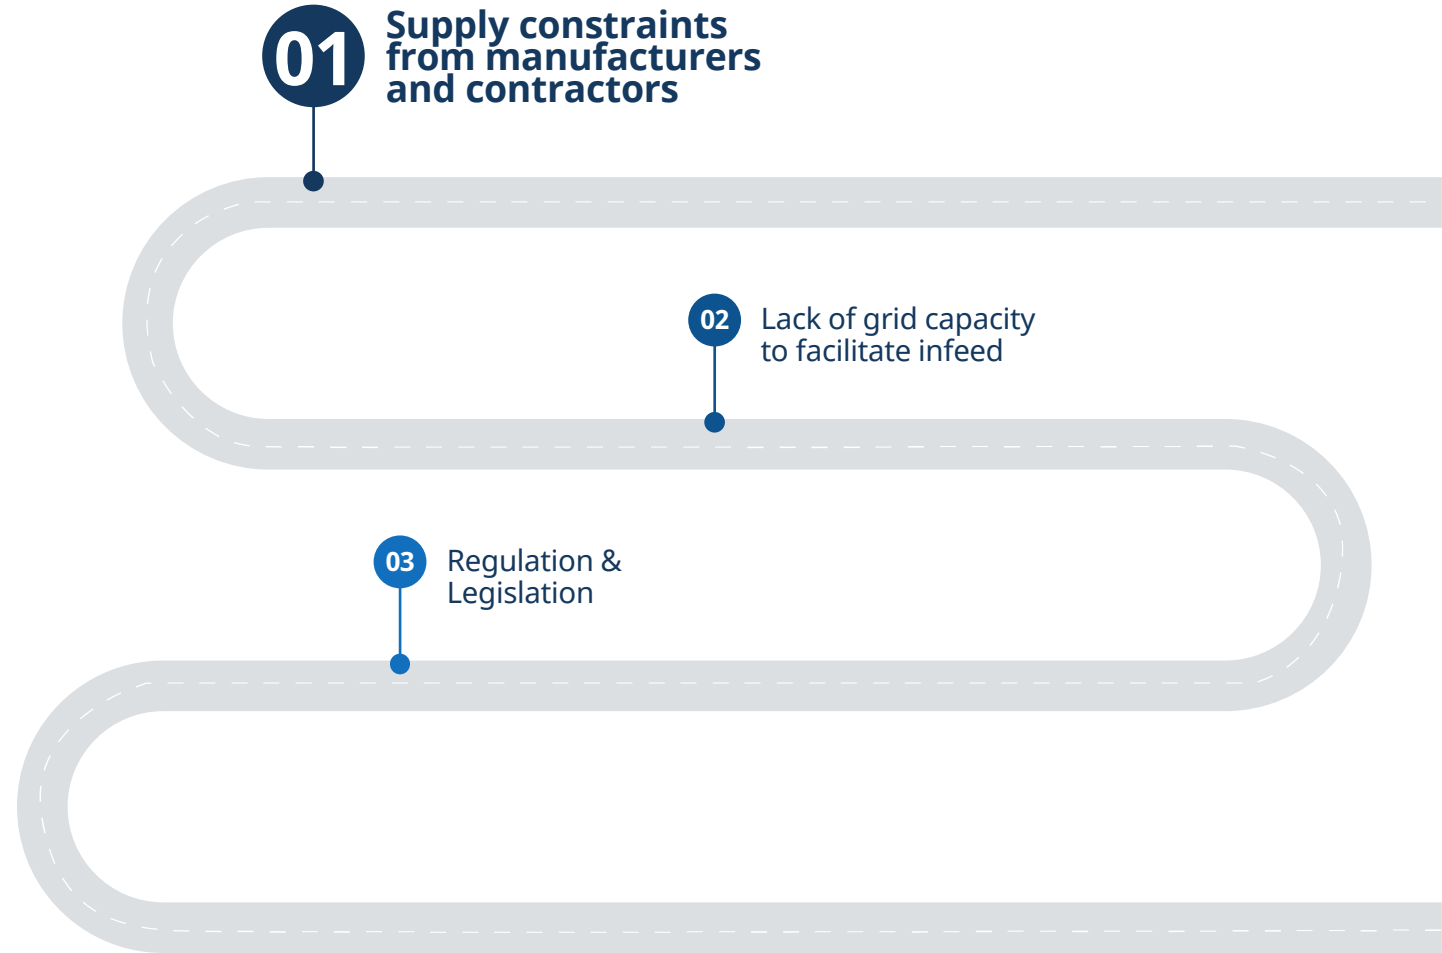 01
Supply constraints
from manufacturers
and contractors
02
Lack of grid capacity
to facilitate infeed
03
Regulation &
Legislation